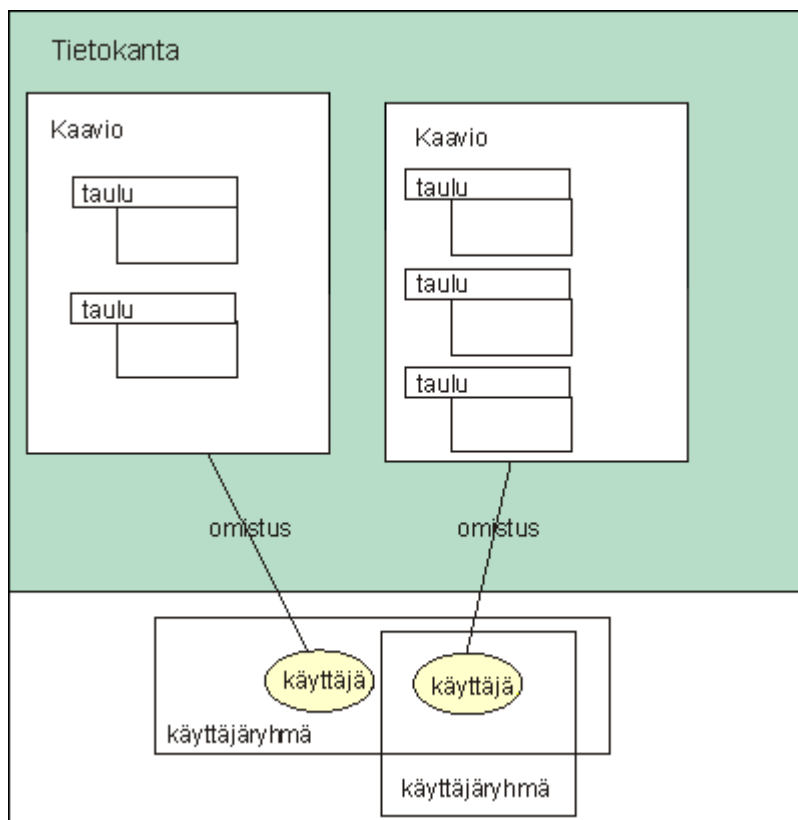 Tietokanta
Kaavio
taulu
taulu
Kaavio
taulu
taulu
taulu
omistus
omistus
käyttäjä
käyttäjä
käyttäjäryhmä
käyttäjäryhmä